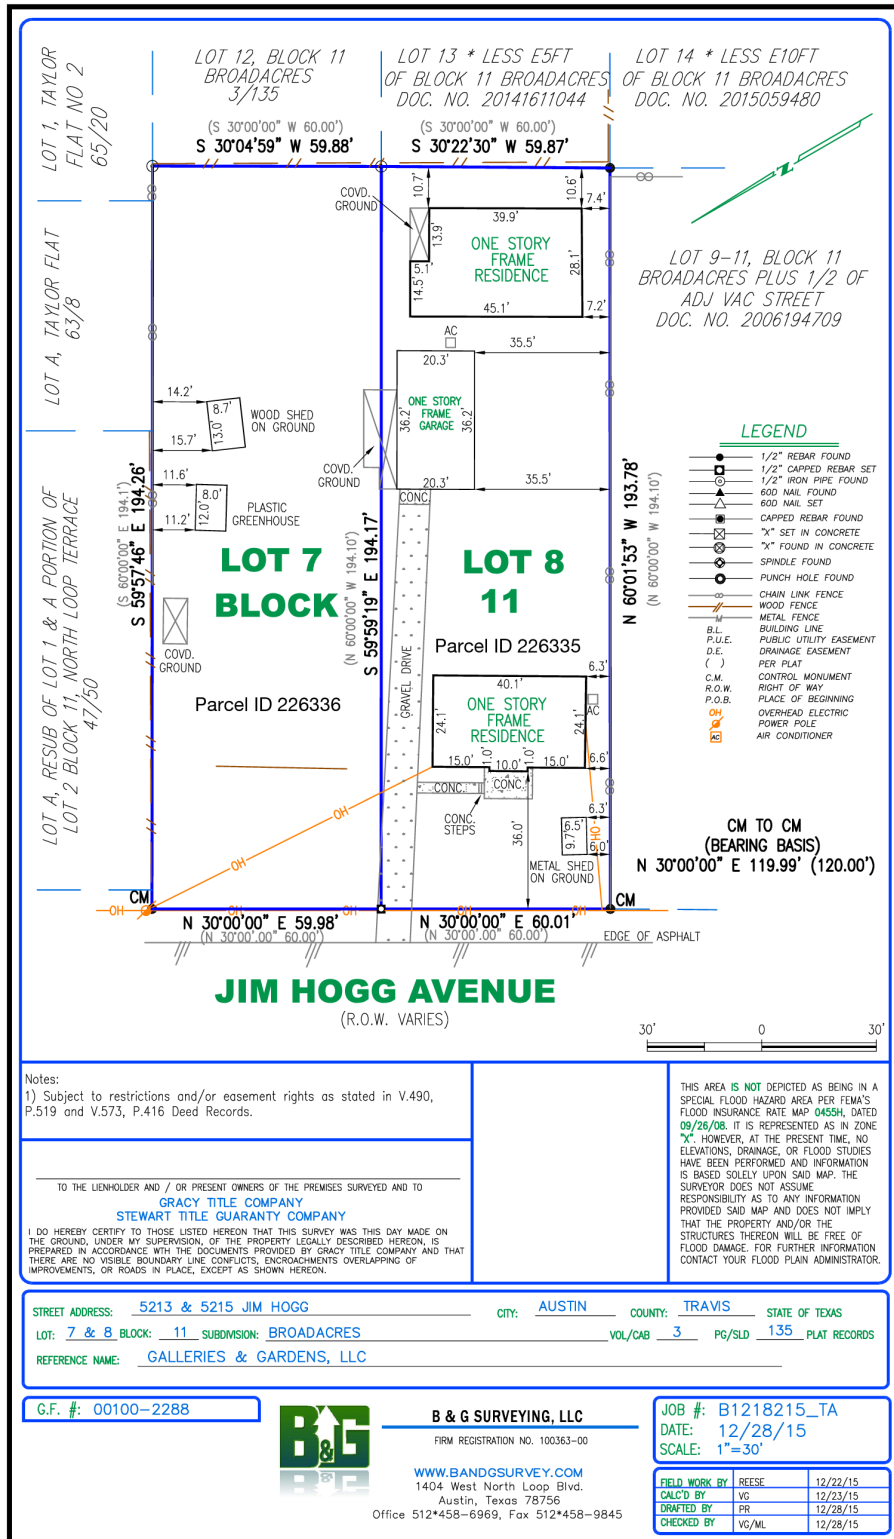 LOT 12, BLOCK 11
BROADACRES
3/135
LOT 13 * LESS E5FT
OF BLOCK 11 BROADACRES
DOC. NO. 20141611044
LOT 14 * LESS E10FT
OF BLOCK 11 BROADACRES
DOC. NO. 2015059480
LOT 1, TAYLOR
FLAT NO 2
65/20
(S 30°00'00" W 60.00')
S 30°04'59" W 59.88'
(S 30°00'00" W 60.00')
S 30°22'30" W 59.87'
Z
COVD.
GROUND
10.7'
10.6'
7.4'
39.9'
13.9'
5.1'
14.5'
28.1'
ONE STORY
FRAME
RESIDENCE
45.1'
7.2'
LOT 9-11, BLOCK 11
BROADACRES PLUS 1/2 OF
ADJ VAC STREET
DOC. NO. 2006194709
LOT A, TAYLOR FLAT
63/8
AC
20.3'
35.5'
36.2'
ONE STORY
FRAME
GARAGE
36.2'
COVD.
GROUND
20.3'
35.5'
CONC.
14.2'
8.7'
13.0'
15.7'
WOOD SHED
ON GROUND
11.6'
8.0'
12.0'
11.2'
PLASTIC
GREENHOUSE
LOT A, RESUB OF LOT 1 & A PORTION OF
LOT 2 BLOCK 11, NORTH LOOP TERRACE
47/50
(S 60°00'00" E 194.1')
S 59°57'46" E 194.26'
(N 60°00'00" W 194.10')
S 59°59'19" E 194.17'
N 60°01'53" W 193.78'
(N 60°00'00" W 194.10')
LOT 7
BLOCK
LOT 8
11
COVD.
GROUND
Parcel ID 226336
Parcel ID 226335
GRAVEL DRIVE
6.3'
40.1'
AC
24.1'
ONE STORY
FRAME
RESIDENCE
24.1'
15.0'
1.0'
10.0'
1.0'
15.0'
6.6'
CONC.
CONC.
CONC.
STEPS
36.0'
6.3'
6.5'
9.7'
6.0'
METAL SHED
ON GROUND
OH
OH
OH
LEGEND
1/2" REBAR FOUND
1/2" CAPPED REBAR SET
1/2" IRON PIPE FOUND
60D NAIL FOUND
60D NAIL SET
CAPPED REBAR FOUND
"X" SET IN CONCRETE
"X" FOUND IN CONCRETE
SPINDLE FOUND
PUNCH HOLE FOUND
CHAIN LINK FENCE
WOOD FENCE
METAL FENCE
B.L. BUILDING LINE
P.U.E. PUBLIC UTILITY EASEMENT
D.E. DRAINAGE EASEMENT
( ) PER PLAT
C.M. CONTROL MONUMENT
R.O.W. RIGHT OF WAY
P.O.B. PLACE OF BEGINNING
OH OVERHEAD ELECTRIC
POWER POLE
AC AIR CONDITIONER
CM TO CM
(BEARING BASIS)
N 30°00'00" E 119.99' (120.00')
CM
CM
OH OH OH OH OH
N 30°00'00" E 59.98'
(N 30°00'.00" 60.00')
N 30°00'00" E 60.01'
(N 30°00'.00" 60.00')
EDGE OF ASPHALT
JIM HOGG AVENUE
(R.O.W. VARIES)
30' 0 30'
Notes:
1) Subject to restrictions and/or easement rights as stated in V.490,
P.519 and V.573, P.416 Deed Records.
TO THE LIENHOLDER AND / OR PRESENT OWNERS OF THE PREMISES SURVEYED AND TO
GRACY TITLE COMPANY
STEWART TITLE GUARANTY COMPANY
I DO HEREBY CERTIFY TO THOSE LISTED HEREON THAT THIS SURVEY WAS THIS DAY MADE ON
THE GROUND, UNDER MY SUPERVISION, OF THE PROPERTY LEGALLY DESCRIBED HEREON, IS
PREPARED IN ACCORDANCE WTH THE DOCUMENTS PROVIDED BY GRACY TITLE COMPANY AND THAT
THERE ARE NO VISIBLE BOUNDARY LINE CONFLICTS, ENCROACHMENTS OVERLAPPING OF
IMPROVEMENTS, OR ROADS IN PLACE, EXCEPT AS SHOWN HEREON.
THIS AREA IS NOT DEPICTED AS BEING IN A
SPECIAL FLOOD HAZARD AREA PER FEMA'S
FLOOD INSURANCE RATE MAP 0455H, DATED
09/26/08. IT IS REPRESENTED AS IN ZONE
"X". HOWEVER, AT THE PRESENT TIME, NO
ELEVATIONS, DRAINAGE, OR FLOOD STUDIES
HAVE BEEN PERFORMED AND INFORMATION
IS BASED SOLELY UPON SAID MAP. THE
SURVEYOR DOES NOT ASSUME
RESPONSIBILITY AS TO ANY INFORMATION
PROVIDED SAID MAP AND DOES NOT IMPLY
THAT THE PROPERTY AND/OR THE
STRUCTURES THEREON WILL BE FREE OF
FLOOD DAMAGE. FOR FURTHER INFORMATION
CONTACT YOUR FLOOD PLAIN ADMINISTRATOR.
STREET ADDRESS: 5213 & 5215 JIM HOGG CITY: AUSTIN COUNTY: TRAVIS STATE OF TEXAS
LOT: 7 & 8 BLOCK: 11 SUBDIVISION: BROADACRES VOL/CAB 3 PG/SLD 135 PLAT RECORDS
REFERENCE NAME: GALLERIES & GARDENS, LLC
G.F. #: 00100-2288
B&G
B & G SURVEYING, LLC
FIRM REGISTRATION NO. 100363-00
WWW.BANDGSURVEY.COM
1404 West North Loop Blvd.
Austin, Texas 78756
Office 512*458-6969, Fax 512*458-9845
JOB #: B1218215_TA
DATE: 12/28/15
SCALE: 1"=30'
FIELD WORK BY REESE 12/22/15
CALC'D BY VG 12/23/15
DRAFTED BY PR 12/28/15
CHECKED BY VG/ML 12/28/15